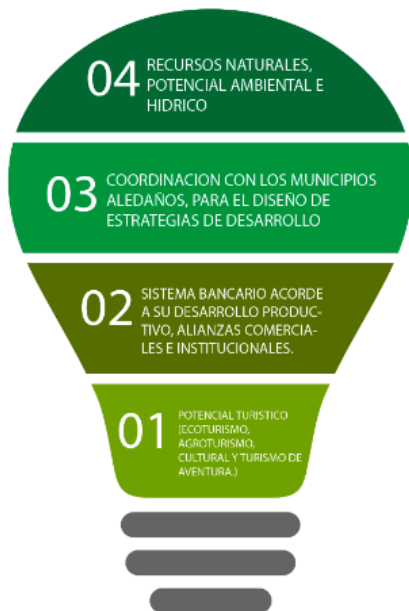 04
RECURSOS NATURALES,
POTENCIAL AMBIENTAL E
HIDRICO
03
COORDINACION CON LOS MUNICIPIOS
ALEDAÑOS, PARA EL DISEÑO DE
ESTRATEGIAS DE DESARROLLO
02
SISTEMA BANCARIO ACORDE
A SU DESARROLLO PRODUC-
TIVO, ALIANZAS COMERCIA-
LES E INSTITUCIONALES.
01
POTENCIAL TURISTICO
(ECOTURISMO,
AGROTURISMO,
CULTURAL Y TURISMO DE
AVENTURA.)